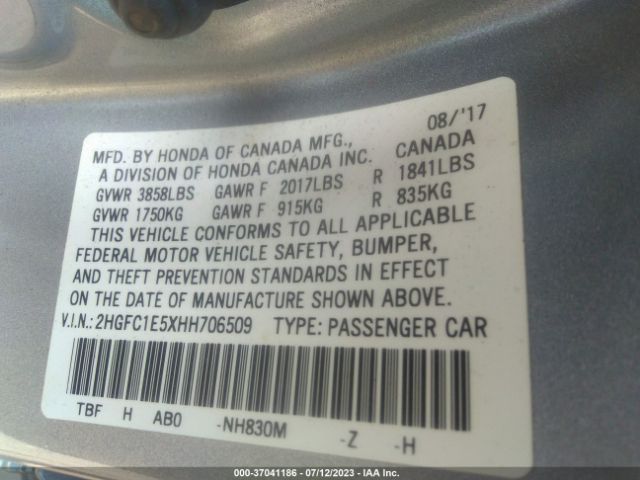 08/'17
MFD. BY HONDA OF CANADA MFG., CANADA
A DIVISION OF HONDA CANADA INC.
GVWR 3858LBS GAWR F 2017LBS R 1841LBS
GVWR 1750KG GAWR F 915KG R 835KG
THIS VEHICLE CONFORMS TO ALL APPLICABLE
FEDERAL MOTOR VEHICLE SAFETY, BUMPER,
AND THEFT PREVENTION STANDARDS IN EFFECT
ON THE DATE OF MANUFACTURE SHOWN ABOVE.
V.I.N.: 2HGFC1E5XHH706509 TYPE: PASSENGER CAR
TBF H AB0 -NH830M -Z -H
000-37041186 - 07/12/2023 - IAA Inc.